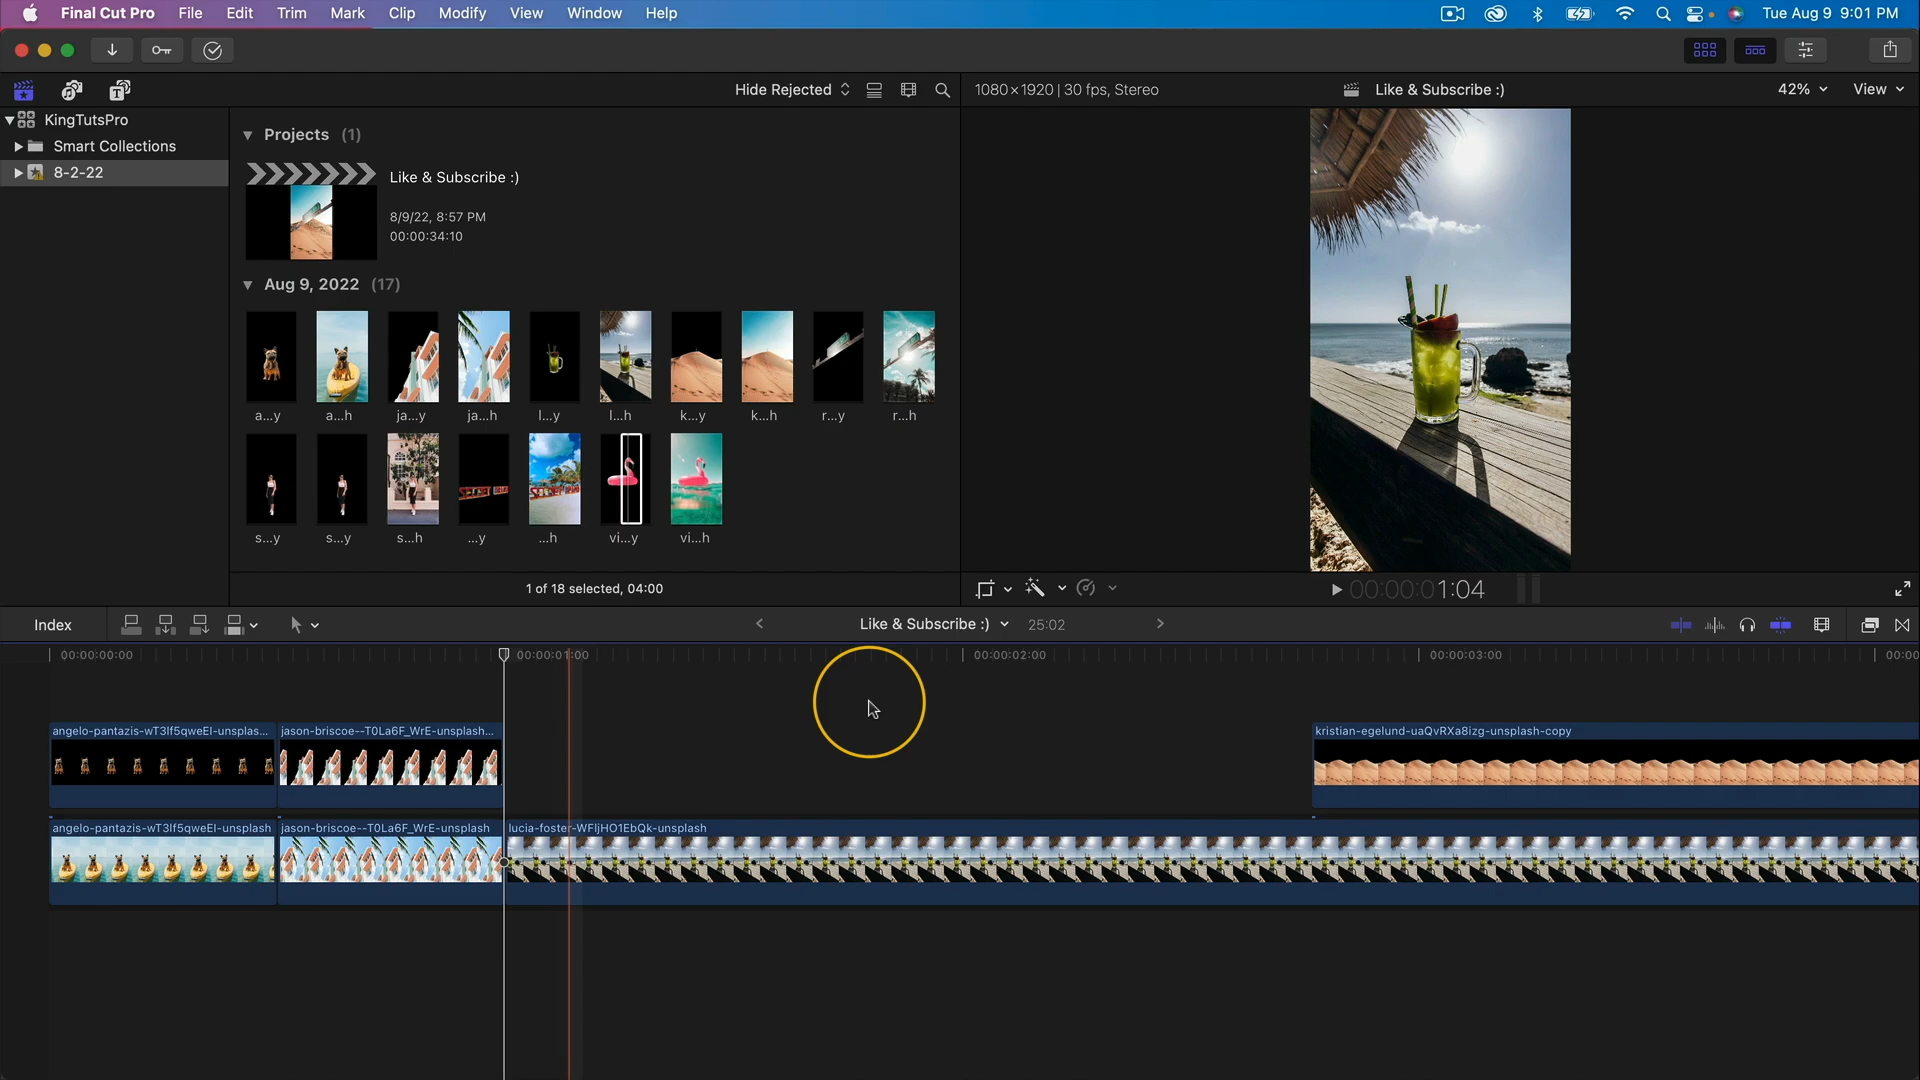 Final Cut Pro File Edit Trim Mark Clip Modify View Window Help Tue Aug 9 9:01 PM
Hide Rejected 1080×1920 | 30 fps, Stereo Like & Subscribe :) 42% View
KingTutsPro
Smart Collections
8-2-22
Projects (1)
Like & Subscribe :)
8/9/22, 8:57 PM
00:00:34:10
Aug 9, 2022 (17)
a...y a...h ja...y ja...h l...y l...h k...y k...h r...y r...h
s...y s...y s...h ...y ...h vi...y vi...h
1 of 18 selected, 04:00
00:00:01:04
Index Like & Subscribe :) 25:02
00:00:00:00 00:00:01:00 00:00:02:00 00:00:03:00 00:00
angelo-pantazis-wT3lf5qweEI-unsplas... jason-briscoe--T0La6F_WrE-unsplash... kristian-egelund-uaQvRXa8izg-unsplash-copy
angelo-pantazis-wT3lf5qweEI-unsplash jason-briscoe--T0La6F_WrE-unsplash lucia-foster-WFIjHO1EbQk-unsplash